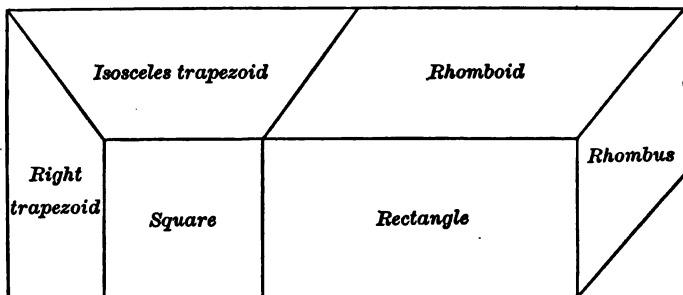 Isosceles trapezoid
Rhomboid
Rhombus
Right
trapezoid
Square
Rectangle